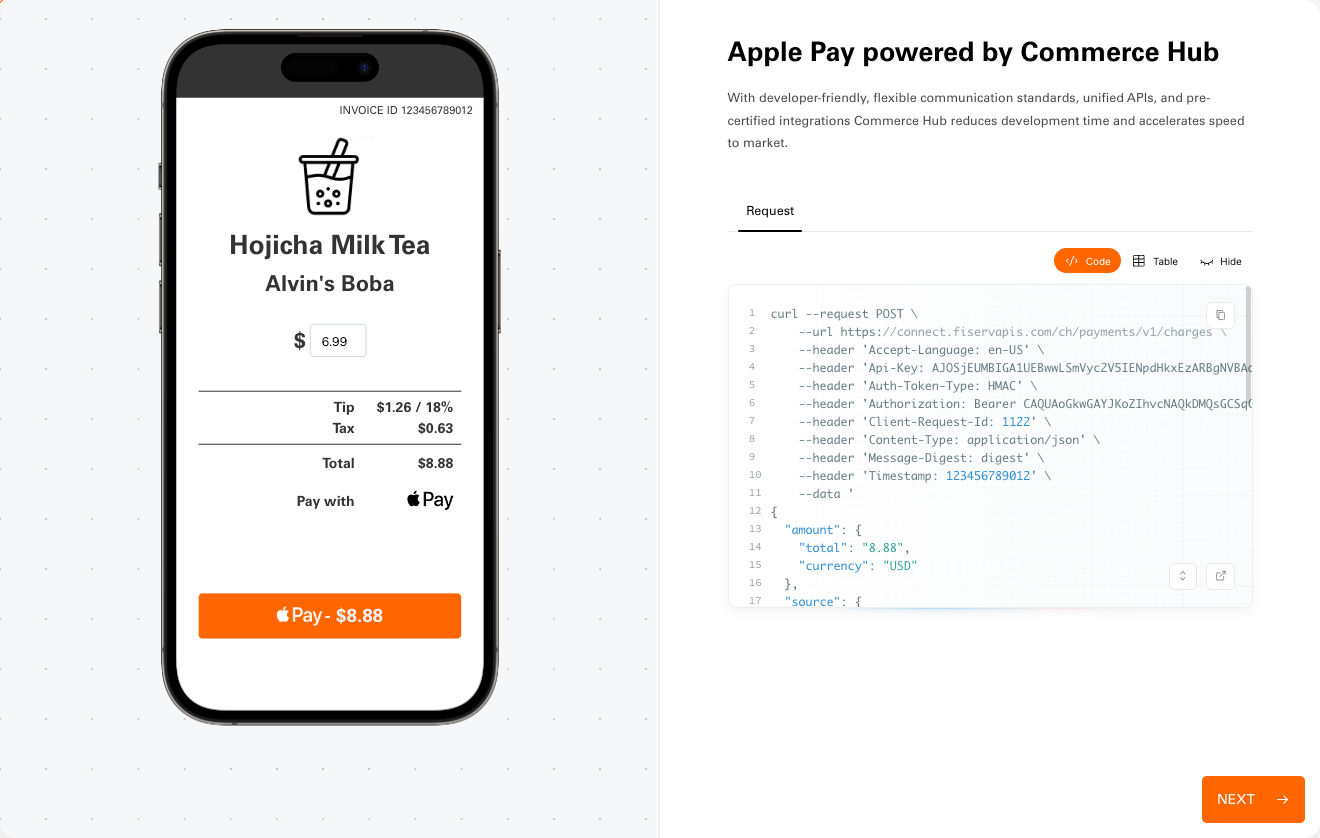 INVOICE ID 123456789012
Hojicha Milk Tea
Alvin's Boba
$ 6.99
Tip $1.26 / 18%
Tax $0.63
Total $8.88
Pay with Pay
Pay - $8.88
Apple Pay powered by Commerce Hub
With developer-friendly, flexible communication standards, unified APIs, and pre-
certified integrations Commerce Hub reduces development time and accelerates speed
to market.
Request
Code Table Hide
1 curl --request POST \
2 --url https://connect.fiservapis.com/ch/payments/v1/charges \
3 --header 'Accept-Language: en-US' \
4 --header 'Api-Key: AJOSjEUMBIGA1UEBwwLSmVyc2V5IENpdHkxEzARBgNVBAo
5 --header 'Auth-Token-Type: HMAC' \
6 --header 'Authorization: Bearer CAQUAoGkwGAYJKoZIhvcNAQkDMQsGCSqG
7 --header 'Client-Request-Id: 1122' \
8 --header 'Content-Type: application/json' \
9 --header 'Message-Digest: digest' \
10 --header 'Timestamp: 123456789012' \
11 --data '
12 {
13 "amount": {
14 "total": "8.88",
15 "currency": "USD"
16 },
17 "source": {
NEXT